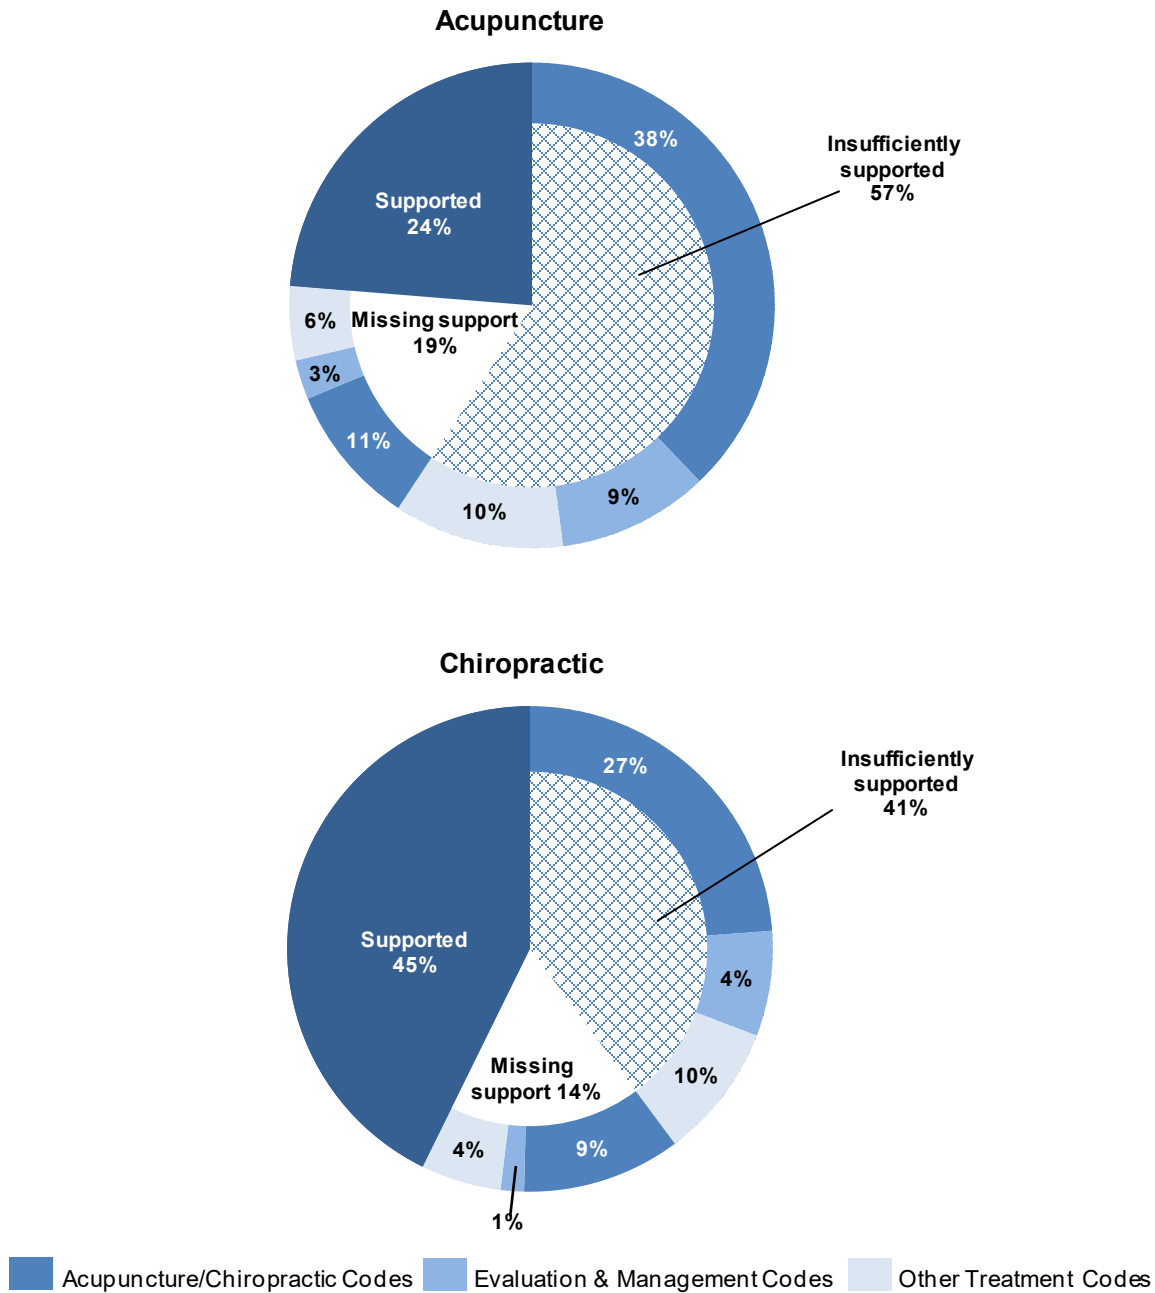 Acupuncture
38%
Insufficiently
supported
57%
Supported
24%
6%
Missing support
19%
3%
11%
9%
10%
Chiropractic
27%
Insufficiently
supported
41%
Supported
45%
4%
Missing
support 14%
10%
4%
9%
1%
Acupuncture/Chiropractic Codes
Evaluation & Management Codes
Other Treatment Codes